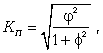 Kп = √(φ² / (1 + ϕ²)) ,